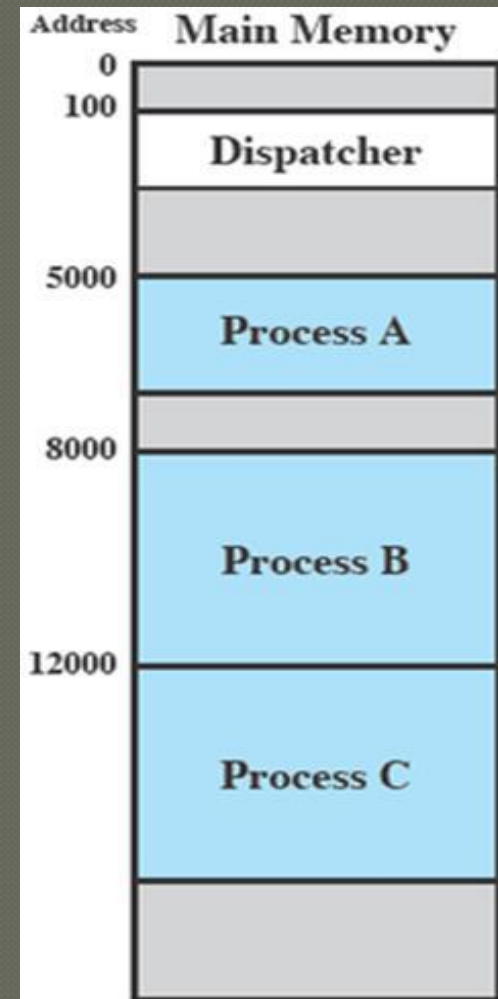 Address Main Memory
0
100
Dispatcher
5000
Process A
8000
Process B
12000
Process C